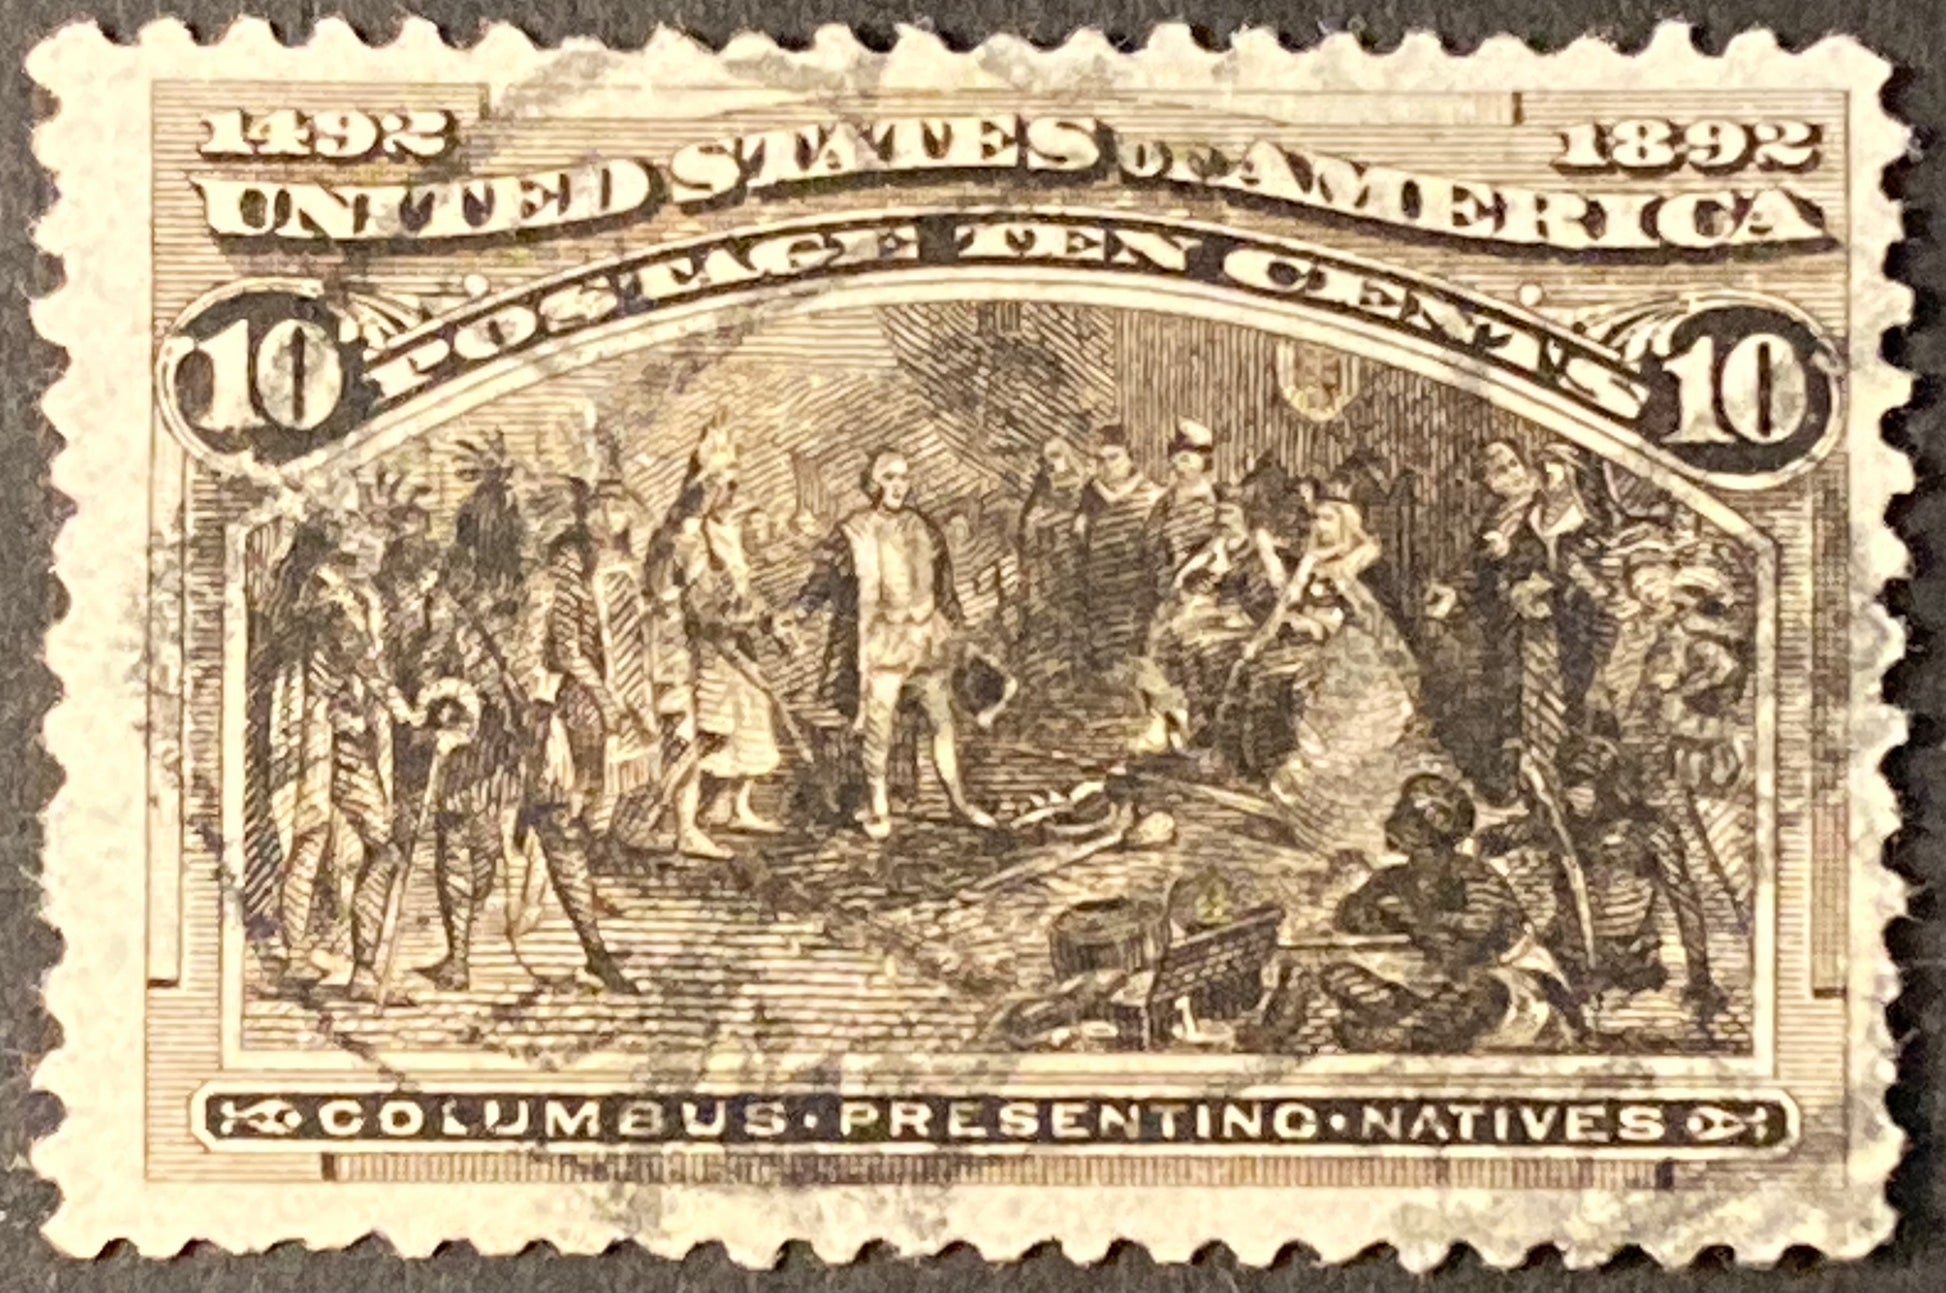 1492 1892
UNITED STATES OF AMERICA
POSTAGE TEN CENTS
10 10
COLUMBUS · PRESENTING · NATIVES